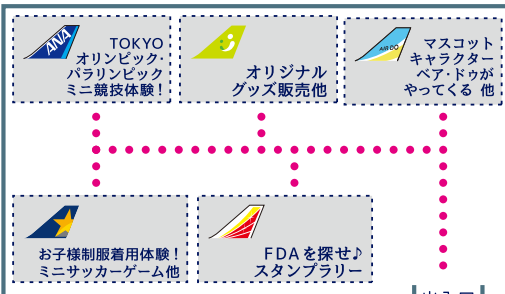 ANA
TOKYO
オリンピック・
パラリンピック
ミニ競技体験！
オリジナル
グッズ販売他
AIR DO
マスコット
キャラクター
ベア・ドゥが
やってくる 他
お子様制服着用体験！
ミニサッカーゲーム他
FDAを探せ♪
スタンプラリー